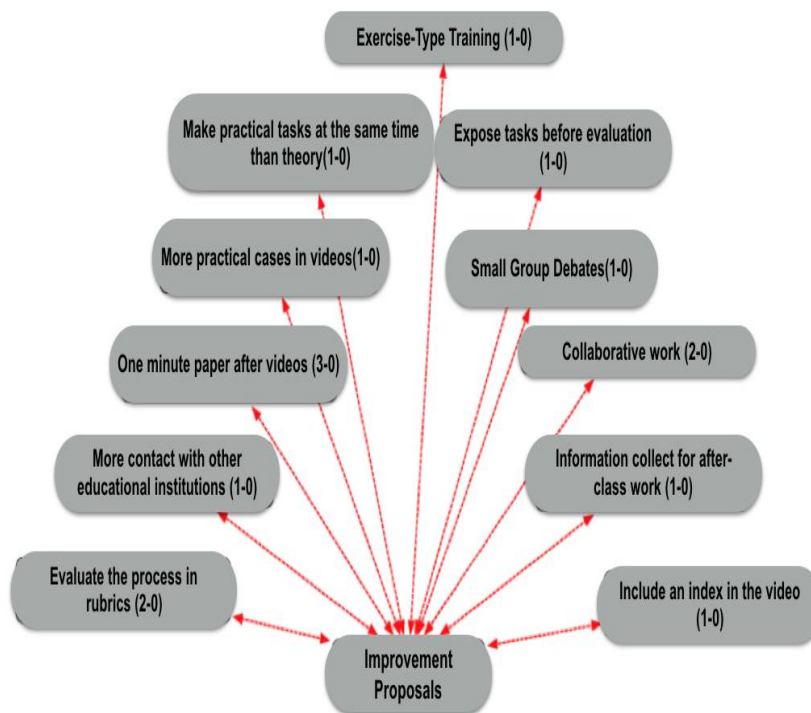 Exercise-Type Training (1-0)
Make practical tasks at the same time
than theory(1-0)
Expose tasks before evaluation
(1-0)
More practical cases in videos(1-0)
Small Group Debates(1-0)
One minute paper after videos (3-0)
Collaborative work (2-0)
More contact with other
educational institutions (1-0)
Information collect for after-
class work (1-0)
Evaluate the process in
rubrics (2-0)
Include an index in the video
(1-0)
Improvement
Proposals